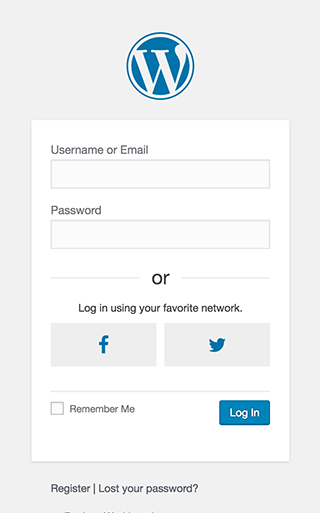 Username or Email
Password
or
Log in using your favorite network.
Remember Me
Log In
Register | Lost your password?